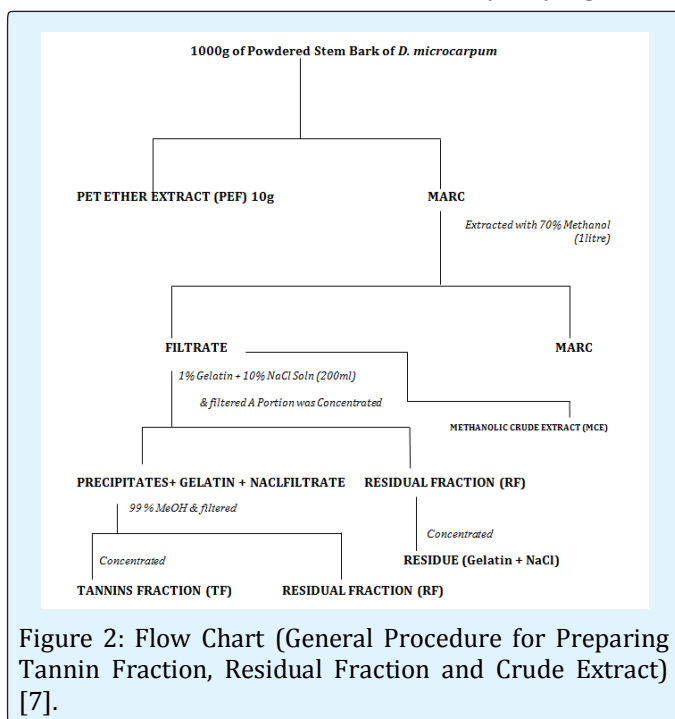 1000g of Powdered Stem Bark of D. microcarpum
PET ETHER EXTRACT (PEF) 10g
MARC
Extracted with 70% Methanol
(1litre)
FILTRATE
MARC
1% Gelatin + 10% NaCl Soln (200ml)
& filtered A Portion was Concentrated
METHANOLIC CRUDE EXTRACT (MCE)
PRECIPITATES+ GELATIN + NACLFILTRATE
RESIDUAL FRACTION (RF)
99 % MeOH & filtered
Concentrated
Concentrated
RESIDUE (Gelatin + NaCl)
TANNINS FRACTION (TF)
RESIDUAL FRACTION (RF)
Figure 2: Flow Chart (General Procedure for Preparing
Tannin Fraction, Residual Fraction and Crude Extract)
[7].